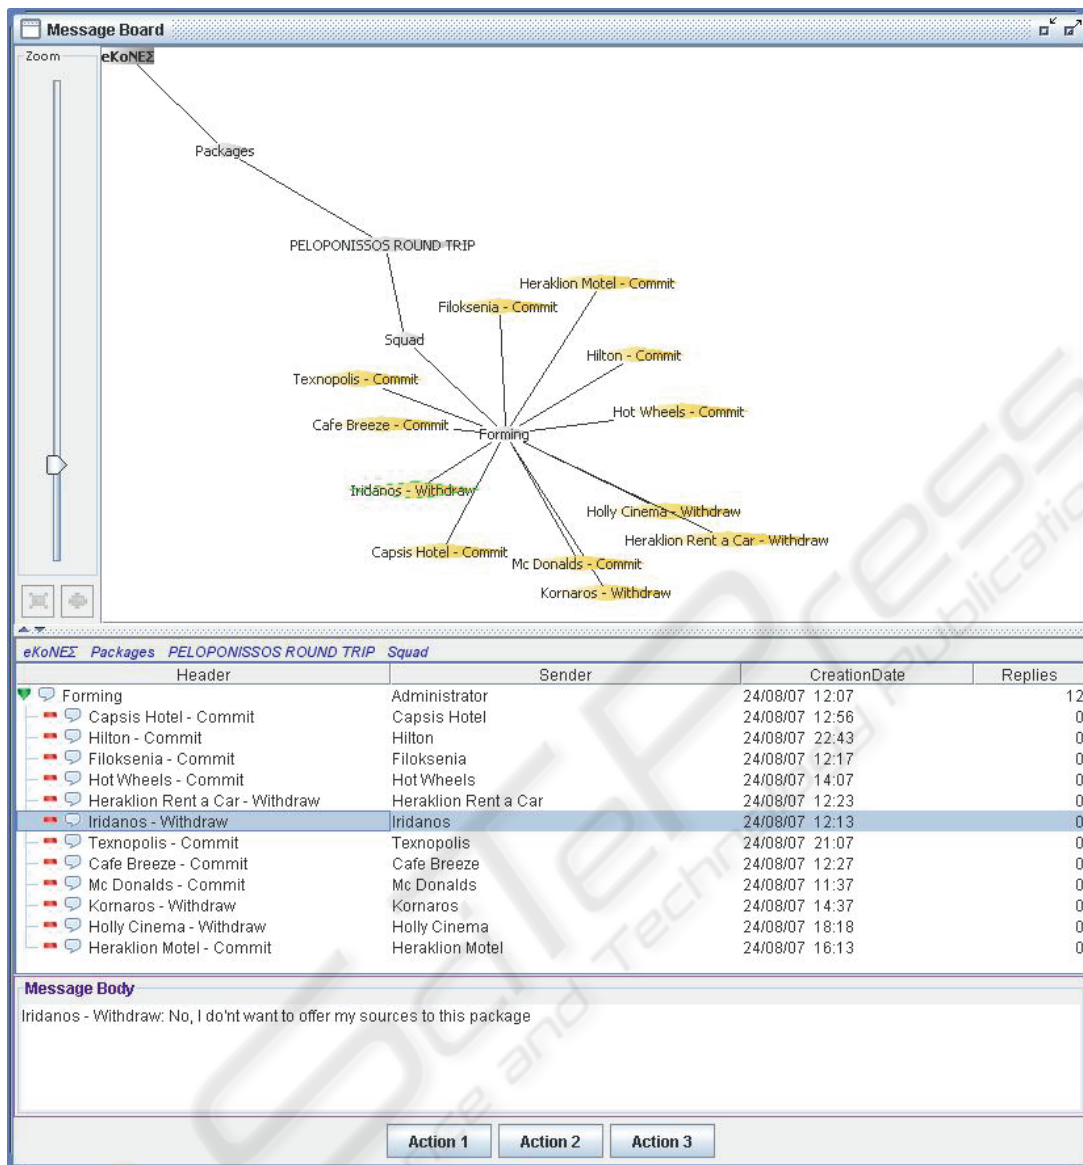 Message Board
Zoom
eKoNEΣ
Packages
PELOPONISSOS ROUND TRIP
Heraklion Motel - Commit
Filoksenia - Commit
Squad
Hilton - Commit
Texnopolis - Commit
Hot Wheels - Commit
Cafe Breeze - Commit
Forming
Iridanos - Withdraw
Holly Cinema - Withdraw
Heraklion Rent a Car - Withdraw
Capsis Hotel - Commit
Mc Donalds - Commit
Kornaros - Withdraw
eKoNEΣ Packages PELOPONISSOS ROUND TRIP Squad
Header Sender CreationDate Replies
Forming Administrator 24/08/07 12:07 12
Capsis Hotel - Commit Capsis Hotel 24/08/07 12:56 0
Hilton - Commit Hilton 24/08/07 22:43 0
Filoksenia - Commit Filoksenia 24/08/07 12:17 0
Hot Wheels - Commit Hot Wheels 24/08/07 14:07 0
Heraklion Rent a Car - Withdraw Heraklion Rent a Car 24/08/07 12:23 0
Iridanos - Withdraw Iridanos 24/08/07 12:13 0
Texnopolis - Commit Texnopolis 24/08/07 21:07 0
Cafe Breeze - Commit Cafe Breeze 24/08/07 12:27 0
Mc Donalds - Commit Mc Donalds 24/08/07 11:37 0
Kornaros - Withdraw Kornaros 24/08/07 14:37 0
Holly Cinema - Withdraw Holly Cinema 24/08/07 18:18 0
Heraklion Motel - Commit Heraklion Motel 24/08/07 16:13 0
Message Body
Iridanos - Withdraw: No, I do'nt want to offer my sources to this package
Action 1 Action 2 Action 3
SciTePress
Science and Technology Publications